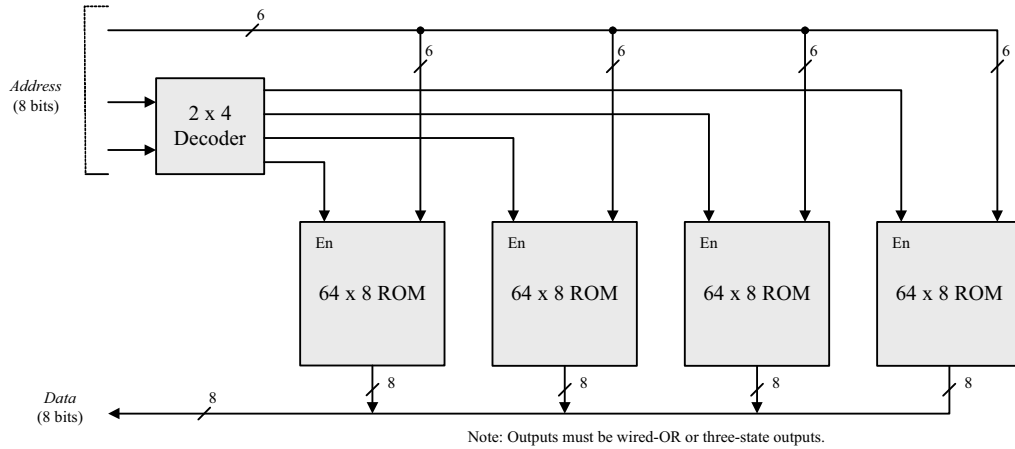 6
6
6
6
6
Address
(8 bits)
2 x 4
Decoder
En
En
En
En
64 x 8 ROM
64 x 8 ROM
64 x 8 ROM
64 x 8 ROM
8
8
8
8
8
Data
(8 bits)
Note: Outputs must be wired-OR or three-state outputs.